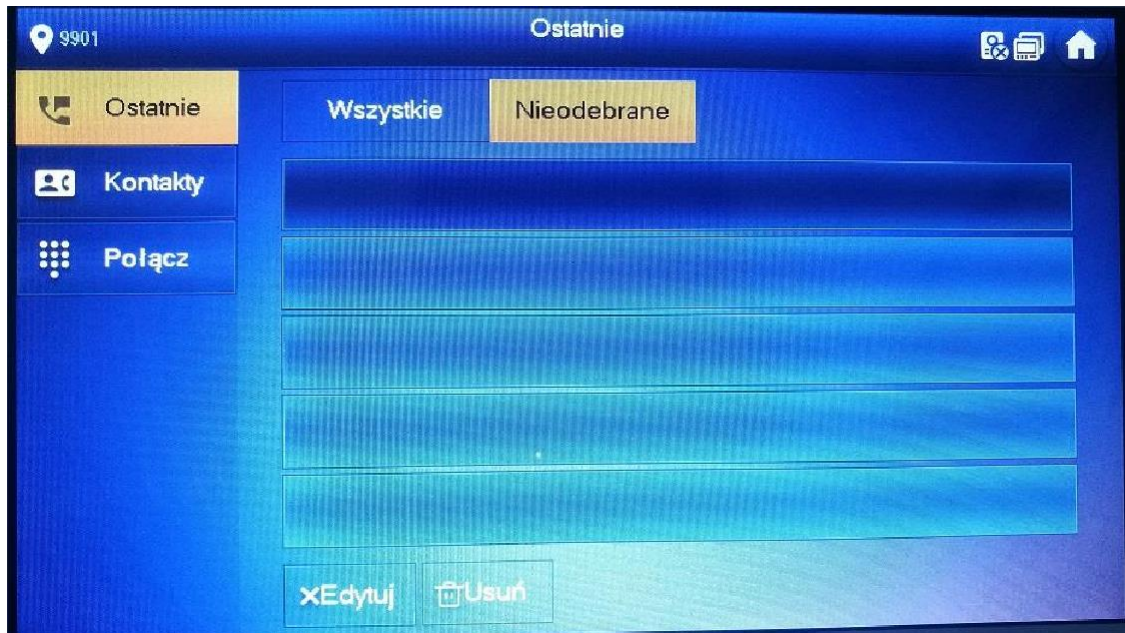 9901
Ostatnie
Ostatnie
Kontakty
Połącz
Wszystkie
Nieodebrane
Edytuj
Usuń